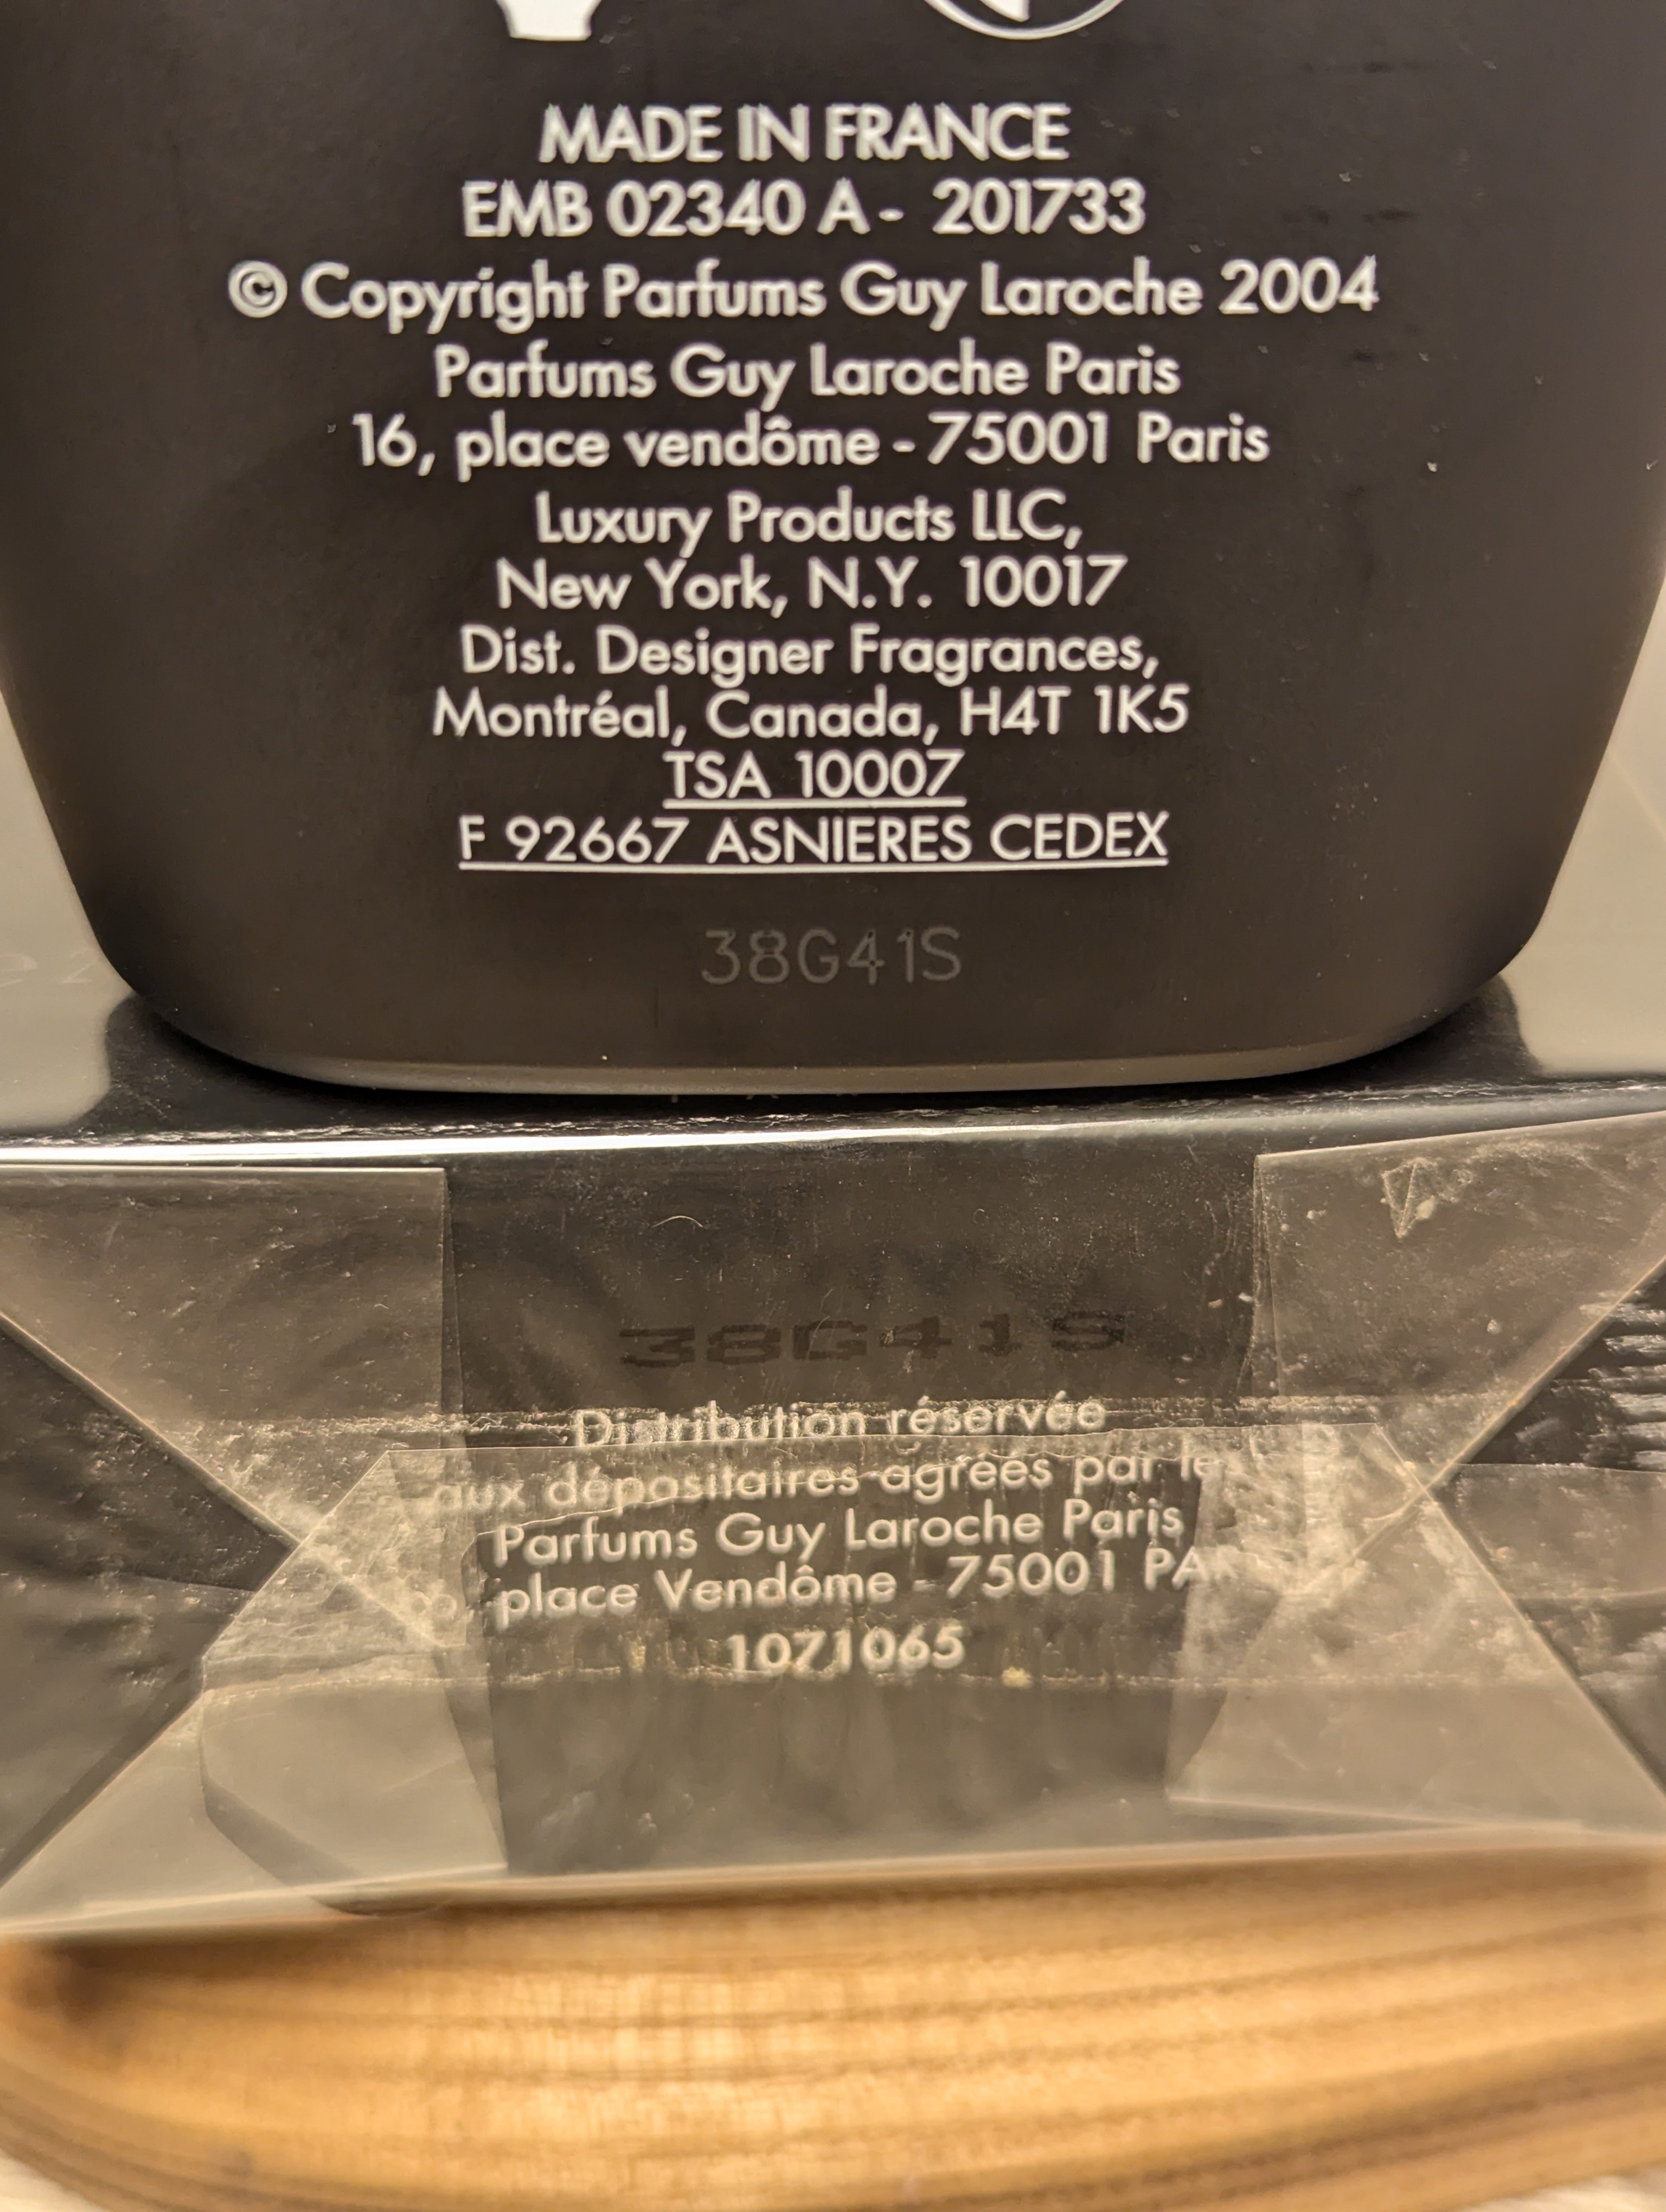 MADE IN FRANCE
EMB 02340 A - 201733
© Copyright Parfums Guy Laroche 2004
Parfums Guy Laroche Paris
16, place vendôme - 75001 Paris
Luxury Products LLC,
New York, N.Y. 10017
Dist. Designer Fragrances,
Montréal, Canada, H4T 1K5
TSA 10007
F 92667 ASNIERES CEDEX
38G41S
38G41S
Distribution réservée
aux dépositaires agréés par les
Parfums Guy Laroche Paris
place Vendôme - 75001
1071065